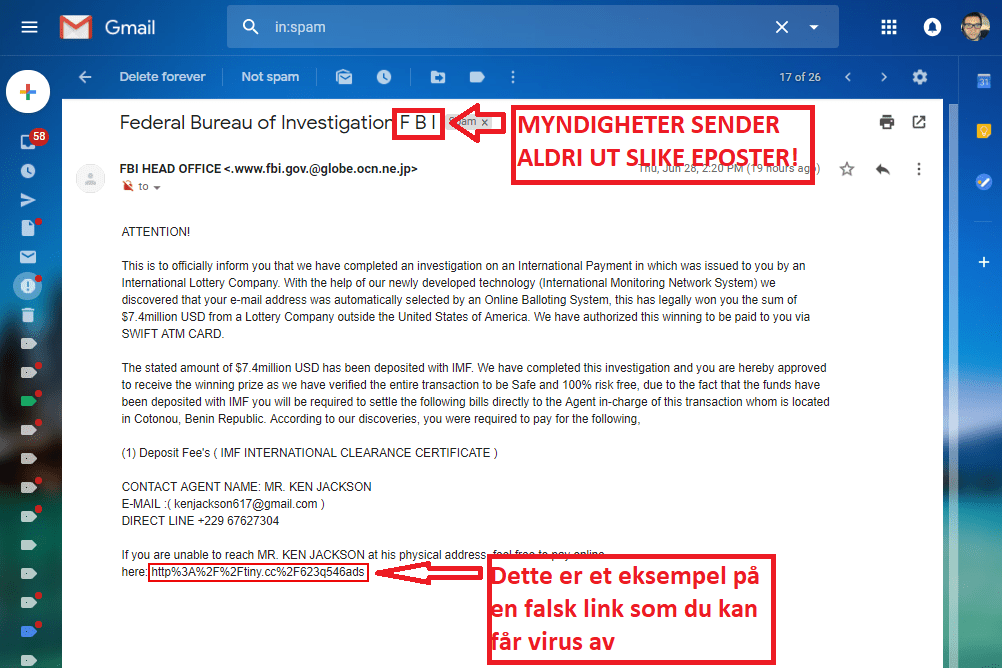 Gmail
in:spam
Delete forever
Not spam
17 of 26
31
58
Federal Bureau of Investigation F B I
Spam x
MYNDIGHETER SENDER
ALDRI UT SLIKE EPOSTER!
FBI HEAD OFFICE <.www.fbi.gov.@globe.ocn.ne.jp>
Thu, Jun 28, 2:20 PM (19 hours ago)
to
ATTENTION!
This is to officially inform you that we have completed an investigation on an International Payment in which was issued to you by an
International Lottery Company. With the help of our newly developed technology (International Monitoring Network System) we
discovered that your e-mail address was automatically selected by an Online Balloting System, this has legally won you the sum of
$7.4million USD from a Lottery Company outside the United States of America. We have authorized this winning to be paid to you via
SWIFT ATM CARD.
The stated amount of $7.4million USD has been deposited with IMF. We have completed this investigation and you are hereby approved
to receive the winning prize as we have verified the entire transaction to be Safe and 100% risk free, due to the fact that the funds have
been deposited with IMF you will be required to settle the following bills directly to the Agent in-charge of this transaction whom is located
in Cotonou, Benin Republic. According to our discoveries, you were required to pay for the following,
(1) Deposit Fee's ( IMF INTERNATIONAL CLEARANCE CERTIFICATE )
CONTACT AGENT NAME: MR. KEN JACKSON
E-MAIL :( kenjackson617@gmail.com )
DIRECT LINE +229 67627304
If you are unable to reach MR. KEN JACKSON at his physical address, feel free to pay online
here: http%3A%2F%2Ftiny.cc%2F623q546ads
Dette er et eksempel på
en falsk link som du kan
får virus av